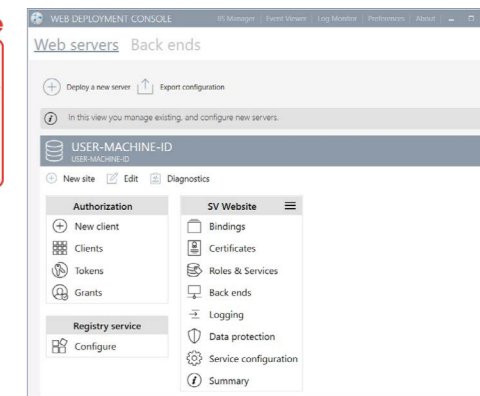 WEB DEPLOYMENT CONSOLE IIS Manager | Event Viewer | Log Monitor | Preferences | About
Web servers Back ends
Deploy a new server Export configuration
In this view you manage existing, and configure new servers.
USER-MACHINE-ID
USER-MACHINE-ID
New site Edit Diagnostics
Authorization
New client
Clients
Tokens
Grants
Registry service
Configure
SV Website
Bindings
Certificates
Roles & Services
Back ends
Logging
Data protection
Service configuration
Summary